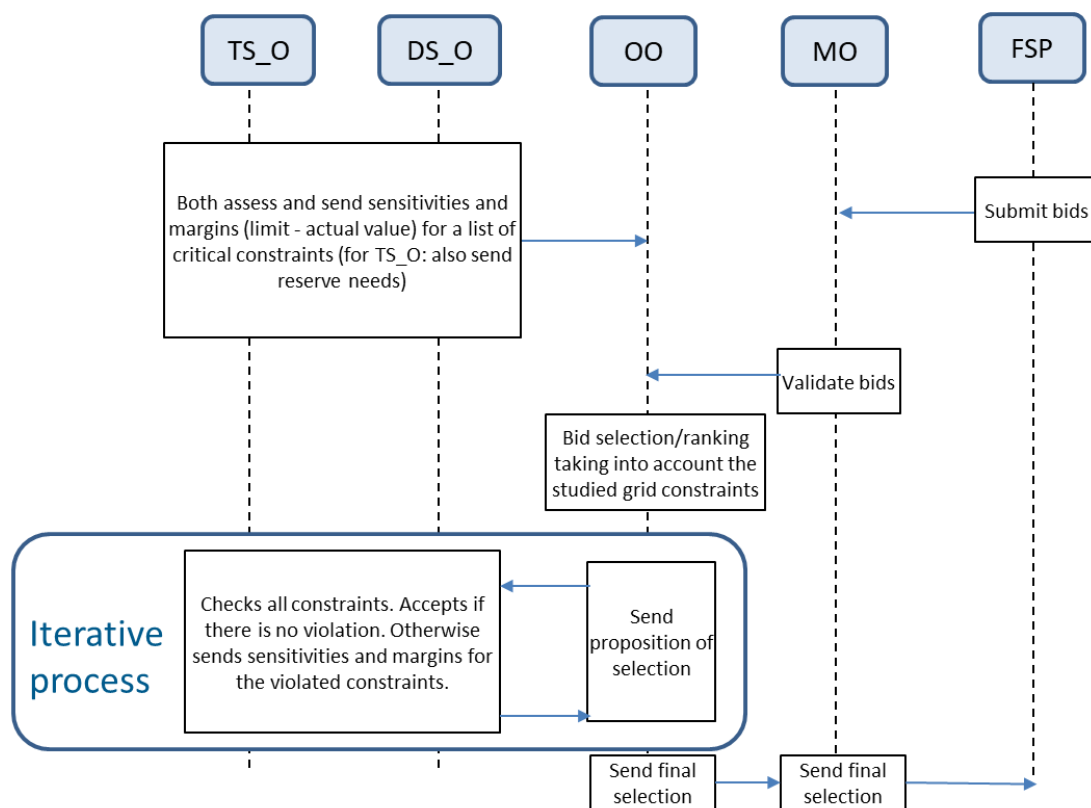 TS_O
DS_O
OO
MO
FSP
Both assess and send sensitivities and
margins (limit - actual value) for a list of
critical constraints (for TS_O: also send
reserve needs)
Submit bids
Validate bids
Bid selection/ranking
taking into account the
studied grid constraints
Iterative
process
Checks all constraints. Accepts if
there is no violation. Otherwise
sends sensitivities and margins for
the violated constraints.
Send
proposition of
selection
Send final
selection
Send final
selection